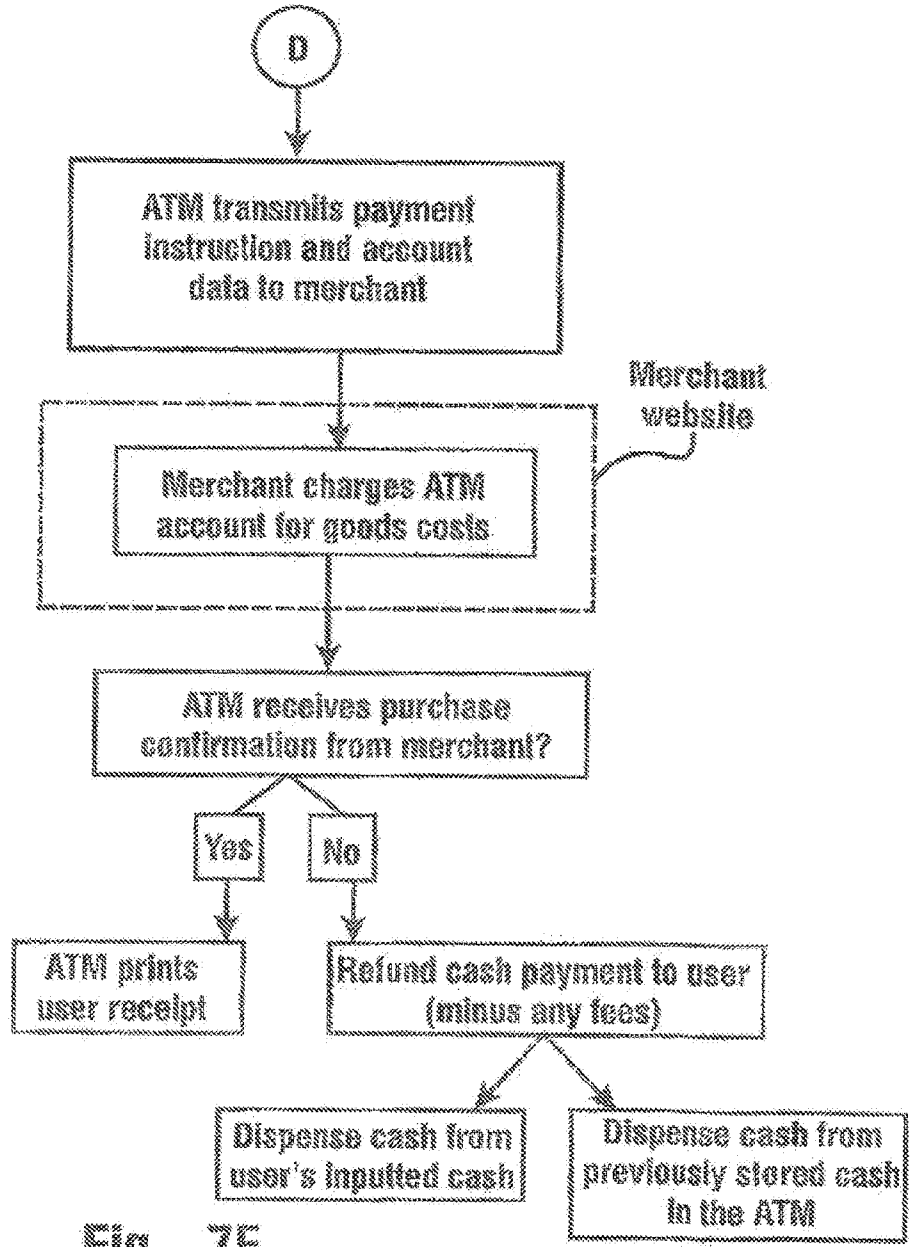 D
ATM transmits payment
instruction and account
data to merchant
Merchant
website
Merchant charges ATM
account for goods costs
ATM receives purchase
confirmation from merchant?
Yes
No
ATM prints
user receipt
Refund cash payment to user
(minus any fees)
Dispense cash from
user's inputted cash
Dispense cash from
previously stored cash
in the ATM
Fig.